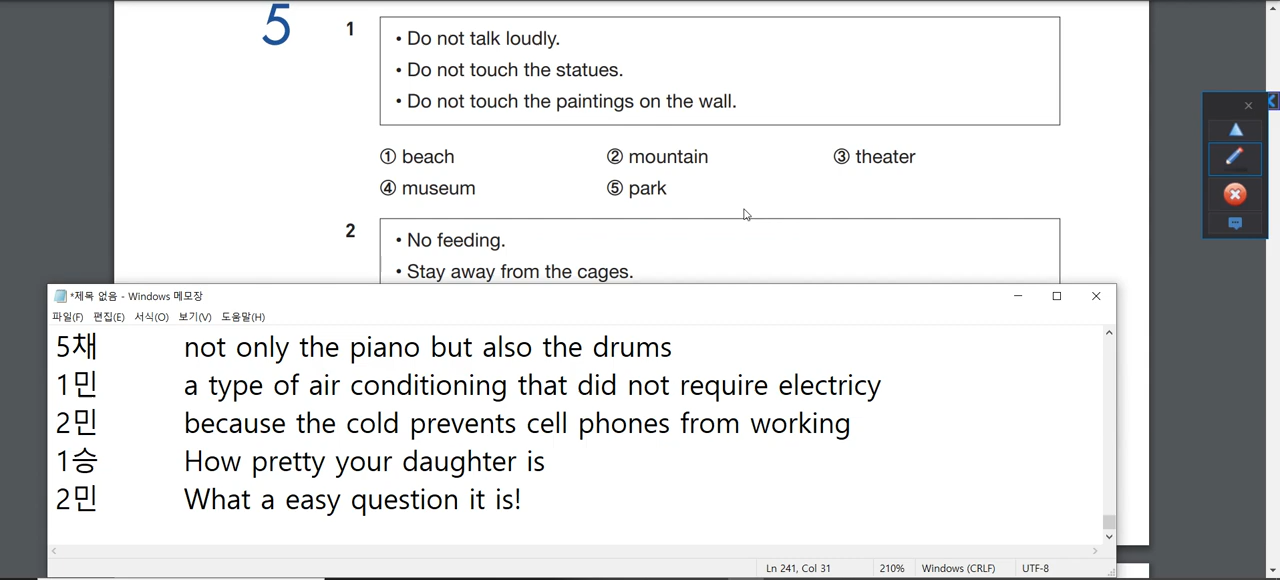 5
1
• Do not talk loudly.
• Do not touch the statues.
• Do not touch the paintings on the wall.
① beach ② mountain ③ theater
④ museum ⑤ park
2
• No feeding.
• Stay away from the cages.
*제목 없음 - Windows 메모장
파일(F) 편집(E) 서식(O) 보기(V) 도움말(H)
5채 not only the piano but also the drums
1민 a type of air conditioning that did not require electricy
2민 because the cold prevents cell phones from working
1승 How pretty your daughter is
2민 What a easy question it is!
Ln 241, Col 31 210% Windows (CRLF) UTF-8